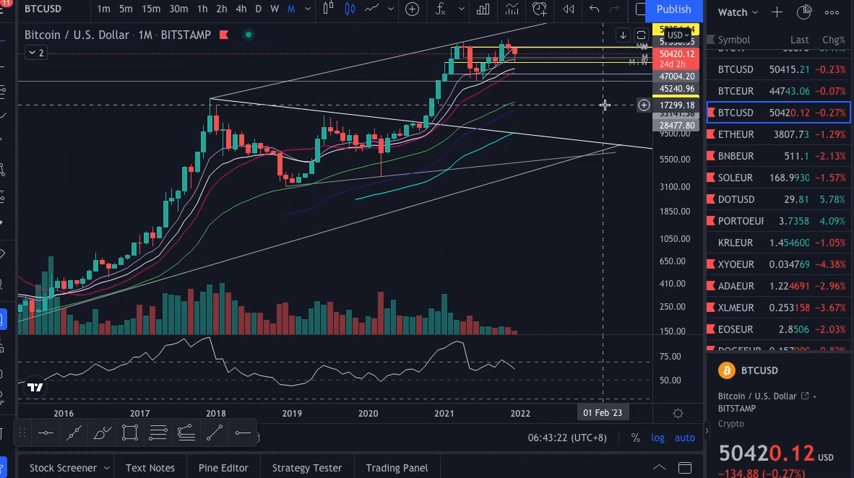 11
BTCUSD
1m 5m 15m 30m 1h 2h 4h D W M
Publish
Watch
Bitcoin / U.S. Dollar · 1M · BITSTAMP
2
USD
50420.12
24d 2h
47004.20
45240.96
17299.18
28477.80
9500.00
5500.00
3100.00
1850.00
1050.00
650.00
400.00
250.00
150.00
75.00
50.00
2016 2017 2018 2019 2020 2021 2022 01 Feb '23
06:43:22 (UTC+8) % log auto
Stock Screener Text Notes Pine Editor Strategy Tester Trading Panel
Symbol Last Chg%
BTCUSD 50415.21 −0.23%
BTCEUR 44743.06 −0.07%
BTCUSD 50420.12 −0.27%
ETHEUR 3807.73 −1.29%
BNBEUR 511.1 −2.13%
SOLEUR 168.9930 −1.57%
DOTUSD 29.81 5.78%
PORTOEUR 3.7358 4.09%
KRLEUR 1.454600 −1.05%
XYOEUR 0.034769 −4.38%
ADAEUR 1.224691 −2.96%
XLMEUR 0.253158 −3.67%
EOSEUR 2.8506 −2.03%
BTCUSD
Bitcoin / U.S. Dollar
BITSTAMP
Crypto
50420.12 USD
−134.88 (−0.27%)